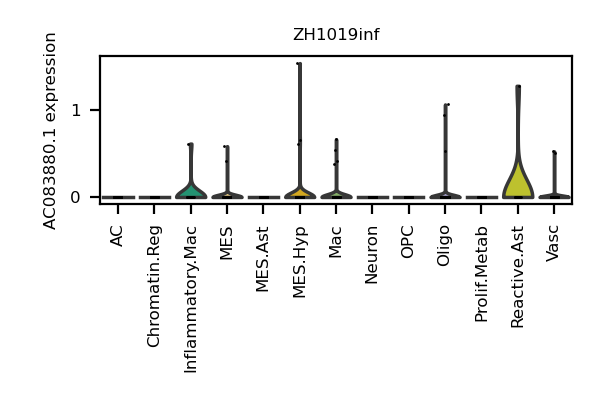 ZH1019inf
AC083880.1 expression
1
0
AC
Chromatin.Reg
Inflammatory.Mac
MES
MES.Ast
MES.Hyp
Mac
Neuron
OPC
Oligo
Prolif.Metab
Reactive.Ast
Vasc